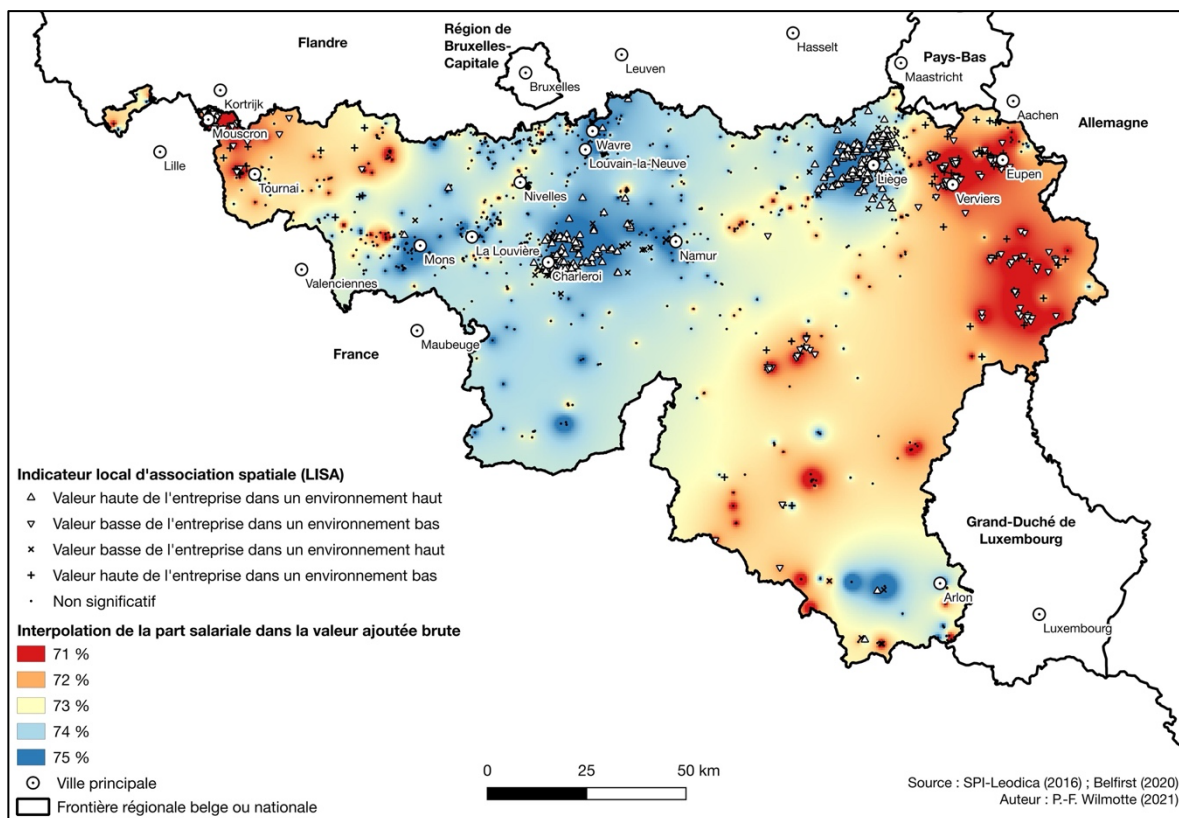 Flandre
Région de
Bruxelles-
Capitale
Hasselt
Pays-Bas
Leuven
Maastricht
Bruxelles
Kortrijk
Aachen
Allemagne
Mouscron
Wavre
Lille
Louvain-la-Neuve
Liège
Eupen
Tournai
Nivelles
Verviers
La Louvière
Mons
Namur
Charleroi
Valenciennes
Maubeuge
France
Grand-Duché de
Luxembourg
Arlon
Luxembourg
Indicateur local d'association spatiale (LISA)
Valeur haute de l'entreprise dans un environnement haut
Valeur basse de l'entreprise dans un environnement bas
Valeur basse de l'entreprise dans un environnement haut
Valeur haute de l'entreprise dans un environnement bas
Non significatif
Interpolation de la part salariale dans la valeur ajoutée brute
71 %
72 %
73 %
74 %
75 %
Ville principale
Frontière régionale belge ou nationale
0 25 50 km
Source : SPI-Leodica (2016) ; Belfirst (2020)
Auteur : P.-F. Wilmotte (2021)